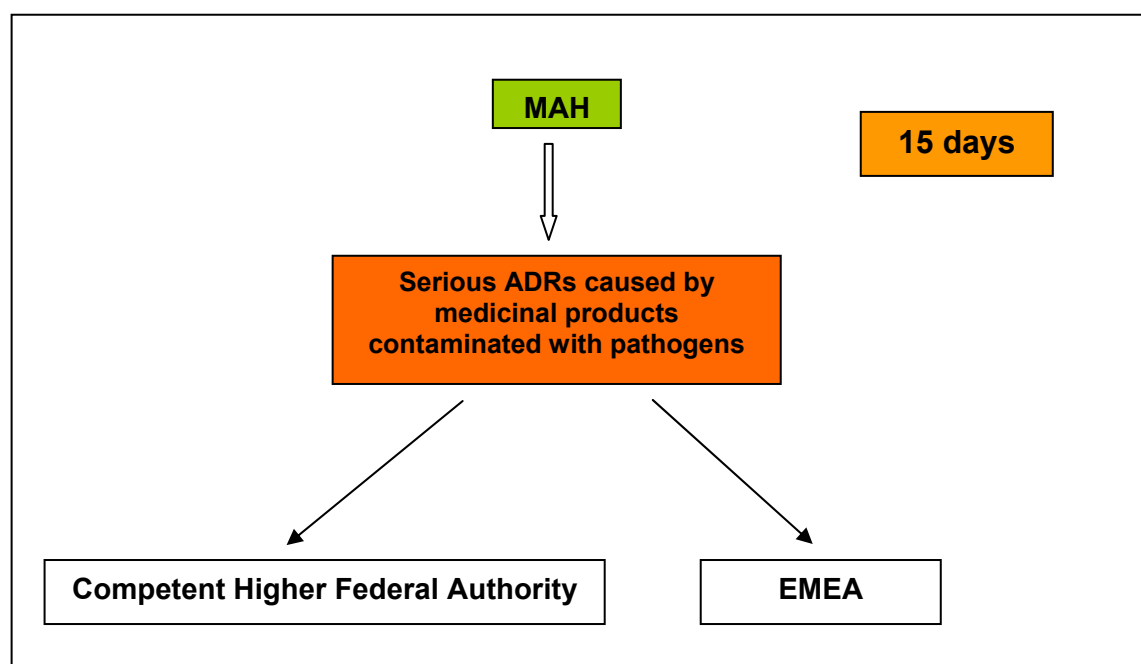 MAH
15 days
Serious ADRs caused by
medicinal products
contaminated with pathogens
Competent Higher Federal Authority
EMEA